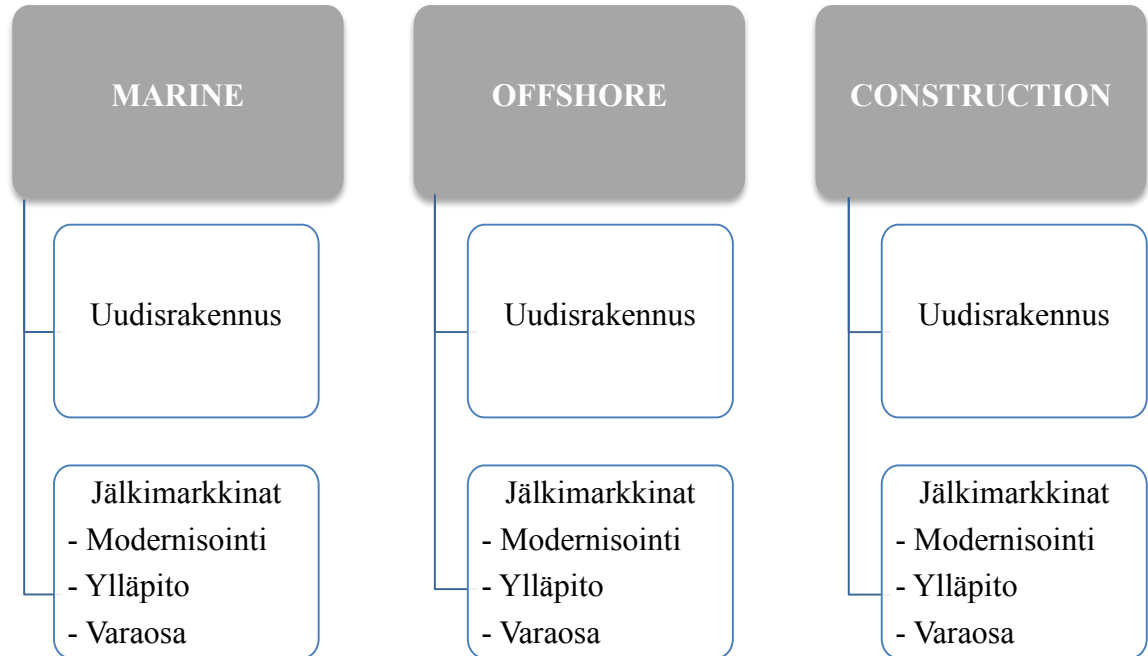 MARINE
OFFSHORE
CONSTRUCTION
Uudisrakennus
Uudisrakennus
Uudisrakennus
Jälkimarkkinat
- Modernisointi
- Ylläpito
- Varaosa
Jälkimarkkinat
- Modernisointi
- Ylläpito
- Varaosa
Jälkimarkkinat
- Modernisointi
- Ylläpito
- Varaosa